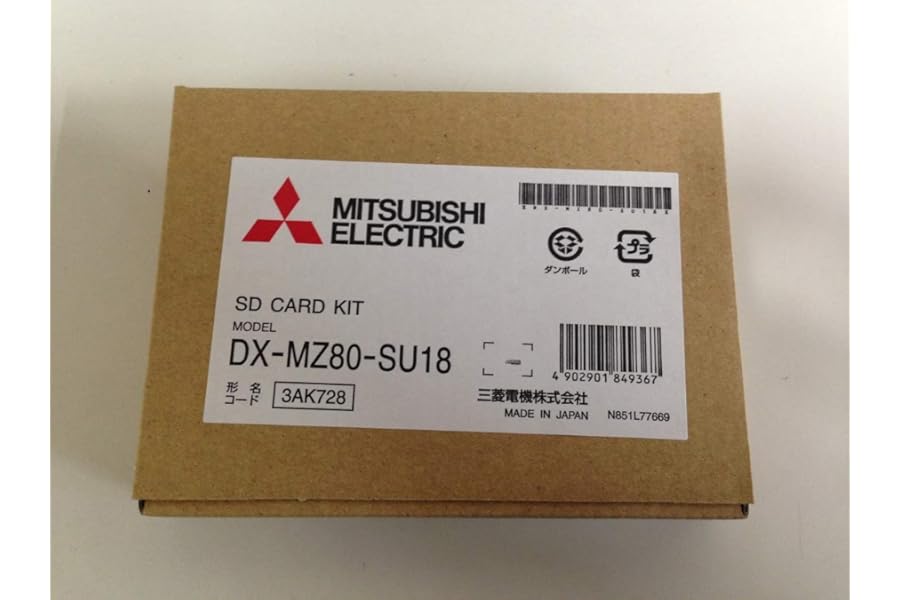 MITSUBISHI
ELECTRIC
ダンボール
プラ
袋
SD CARD KIT
MODEL
DX-MZ80-SU18
形名
コード
3AK728
4 902901 849367
三菱電機株式会社
MADE IN JAPAN
N851L77669